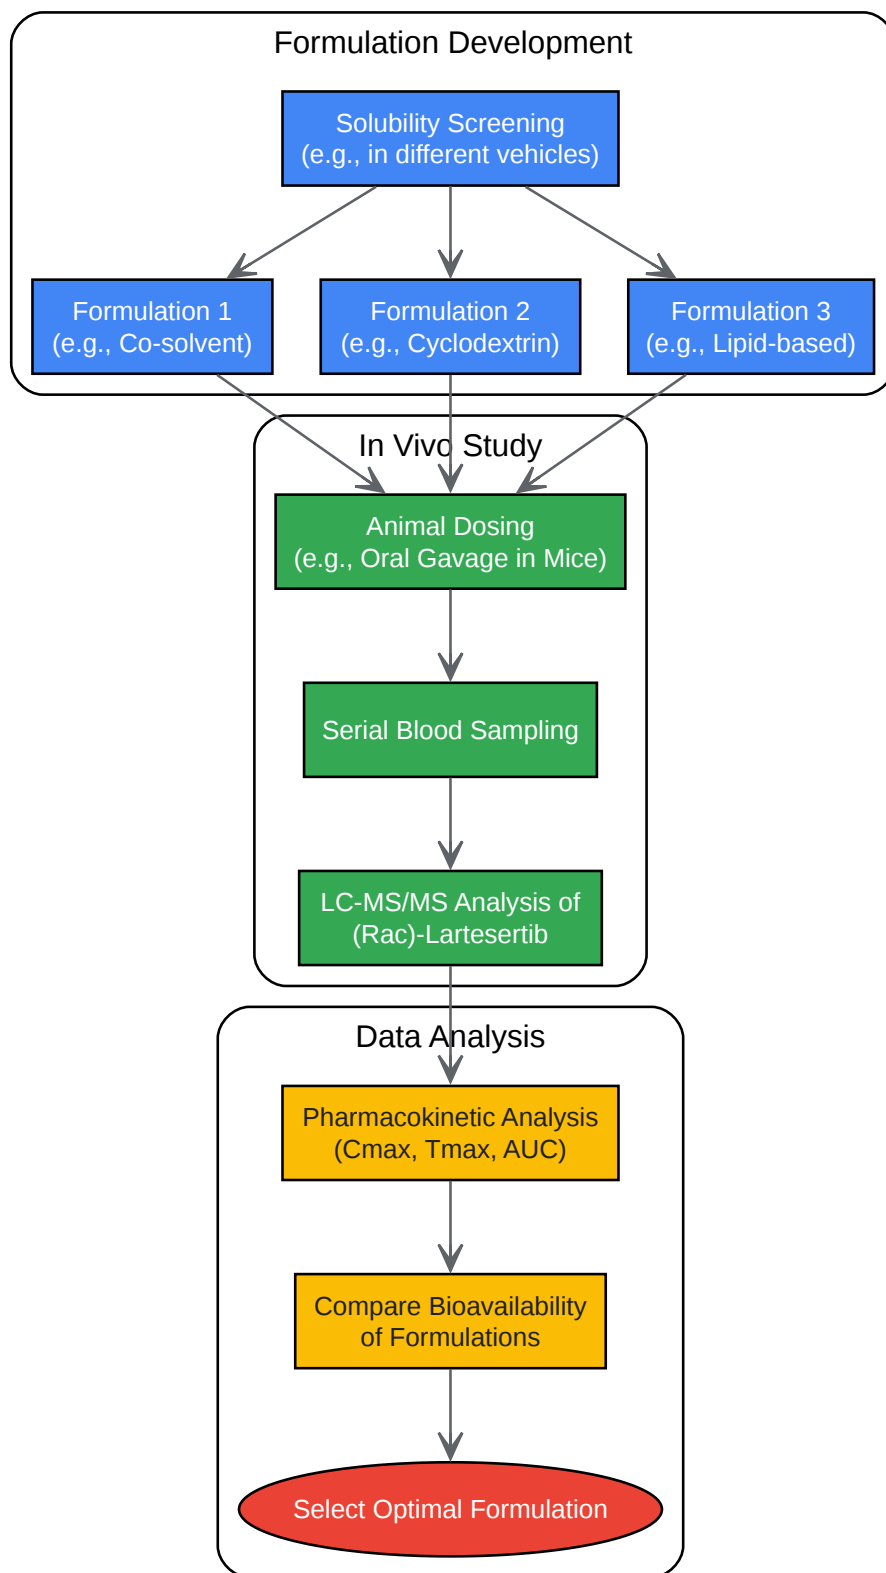 Formulation Development
Solubility Screening
(e.g., in different vehicles)
Formulation 1
(e.g., Co-solvent)
Formulation 2
(e.g., Cyclodextrin)
Formulation 3
(e.g., Lipid-based)
In Vivo Study
Animal Dosing
(e.g., Oral Gavage in Mice)
Serial Blood Sampling
LC-MS/MS Analysis of
(Rac)-Lartesertib
Data Analysis
Pharmacokinetic Analysis
(Cmax, Tmax, AUC)
Compare Bioavailability
of Formulations
Select Optimal Formulation